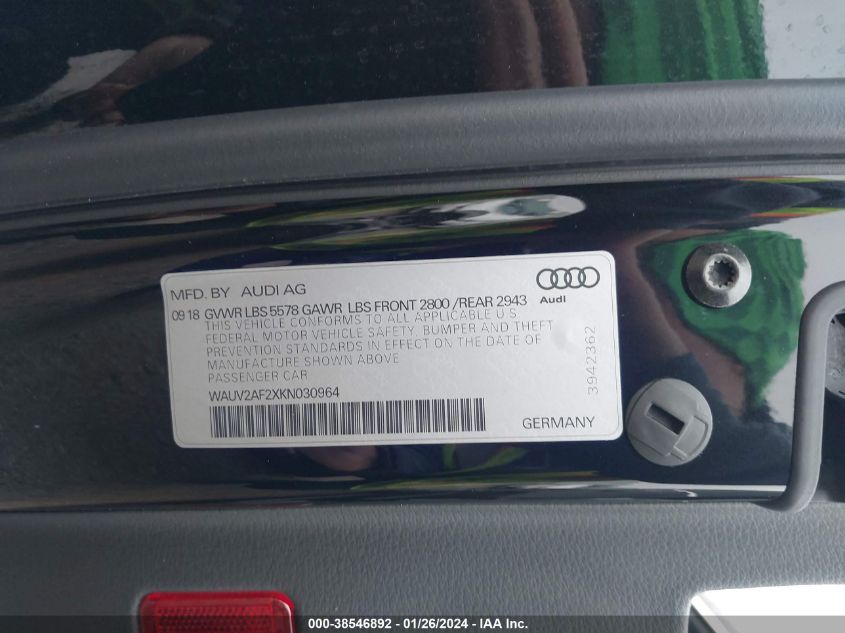 MFD. BY AUDI AG
Audi
09 18 GVWR LBS 5578 GAWR LBS FRONT 2800 /REAR 2943
THIS VEHICLE CONFORMS TO ALL APPLICABLE U.S.
FEDERAL MOTOR VEHICLE SAFETY, BUMPER AND THEFT
PREVENTION STANDARDS IN EFFECT ON THE DATE OF
MANUFACTURE SHOWN ABOVE
PASSENGER CAR
3942362
WAUV2AF2XKN030964
GERMANY
000-38546892 - 01/26/2024 - IAA Inc.